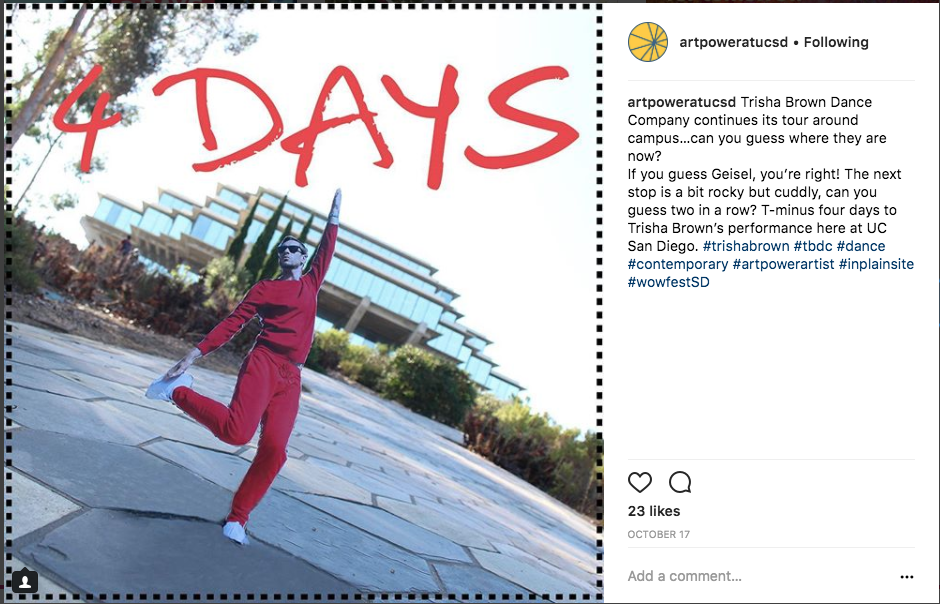 4 DAYS
artpoweratucsd • Following
artpoweratucsd Trisha Brown Dance
Company continues its tour around
campus...can you guess where they are
now?
If you guess Geisel, you’re right! The next
stop is a bit rocky but cuddly, can you
guess two in a row? T-minus four days to
Trisha Brown’s performance here at UC
San Diego. #trishabrown #tbdc #dance
#contemporary #artpowerartist #inplainsite
#wowfestSD
23 likes
OCTOBER 17
Add a comment...